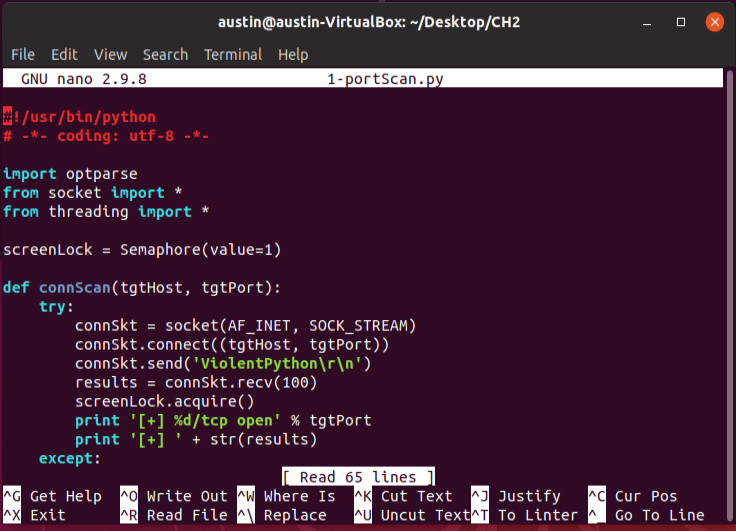 austin@austin-VirtualBox: ~/Desktop/CH2
File Edit View Search Terminal Help
GNU nano 2.9.8 1-portScan.py
#!/usr/bin/python
# -*- coding: utf-8 -*-
import optparse
from socket import *
from threading import *
screenLock = Semaphore(value=1)
def connScan(tgtHost, tgtPort):
    try:
        connSkt = socket(AF_INET, SOCK_STREAM)
        connSkt.connect((tgtHost, tgtPort))
        connSkt.send('ViolentPython\r\n')
        results = connSkt.recv(100)
        screenLock.acquire()
        print '[+] %d/tcp open' % tgtPort
        print '[+] ' + str(results)
    except:
[ Read 65 lines ]
^G Get Help ^O Write Out ^W Where Is ^K Cut Text ^J Justify ^C Cur Pos
^X Exit ^R Read File ^\ Replace ^U Uncut Text ^T To Linter ^_ Go To Line